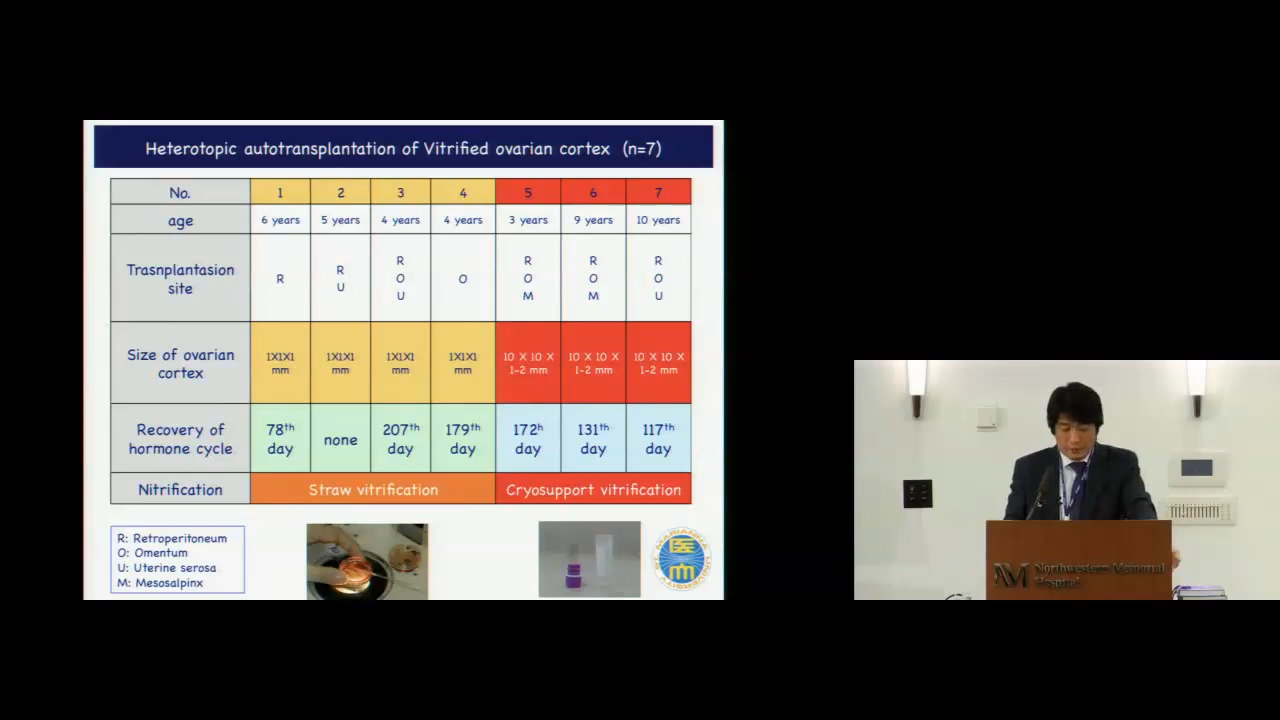 Heterotopic autotransplantation of Vitrified ovarian cortex (n=7)
No. 1 2 3 4 5 6 7
age 6 years 5 years 4 years 4 years 3 years 9 years 10 years
Trasnplantasion
site
R
R
U
R
O
U
O
R
O
M
R
O
M
R
O
U
Size of ovarian
cortex
1X1X1
mm
1X1X1
mm
1X1X1
mm
1X1X1
mm
10 X 10 X
1-2 mm
10 X 10 X
1-2 mm
10 X 10 X
1-2 mm
Recovery of
hormone cycle
78th
day
none
207th
day
179th
day
172h
day
131th
day
117th
day
Nitrification Straw vitrification Cryosupport vitrification
R: Retroperitoneum
O: Omentum
U: Uterine serosa
M: Mesosalpinx
Northwestern Memorial
Hospital